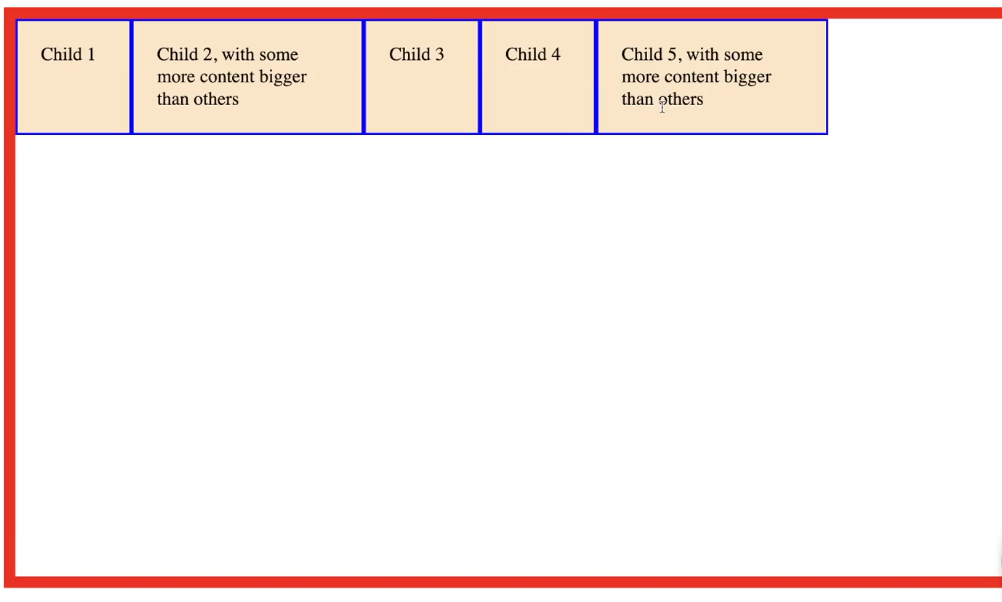 Child 1
Child 2, with some
more content bigger
than others
Child 3
Child 4
Child 5, with some
more content bigger
than others